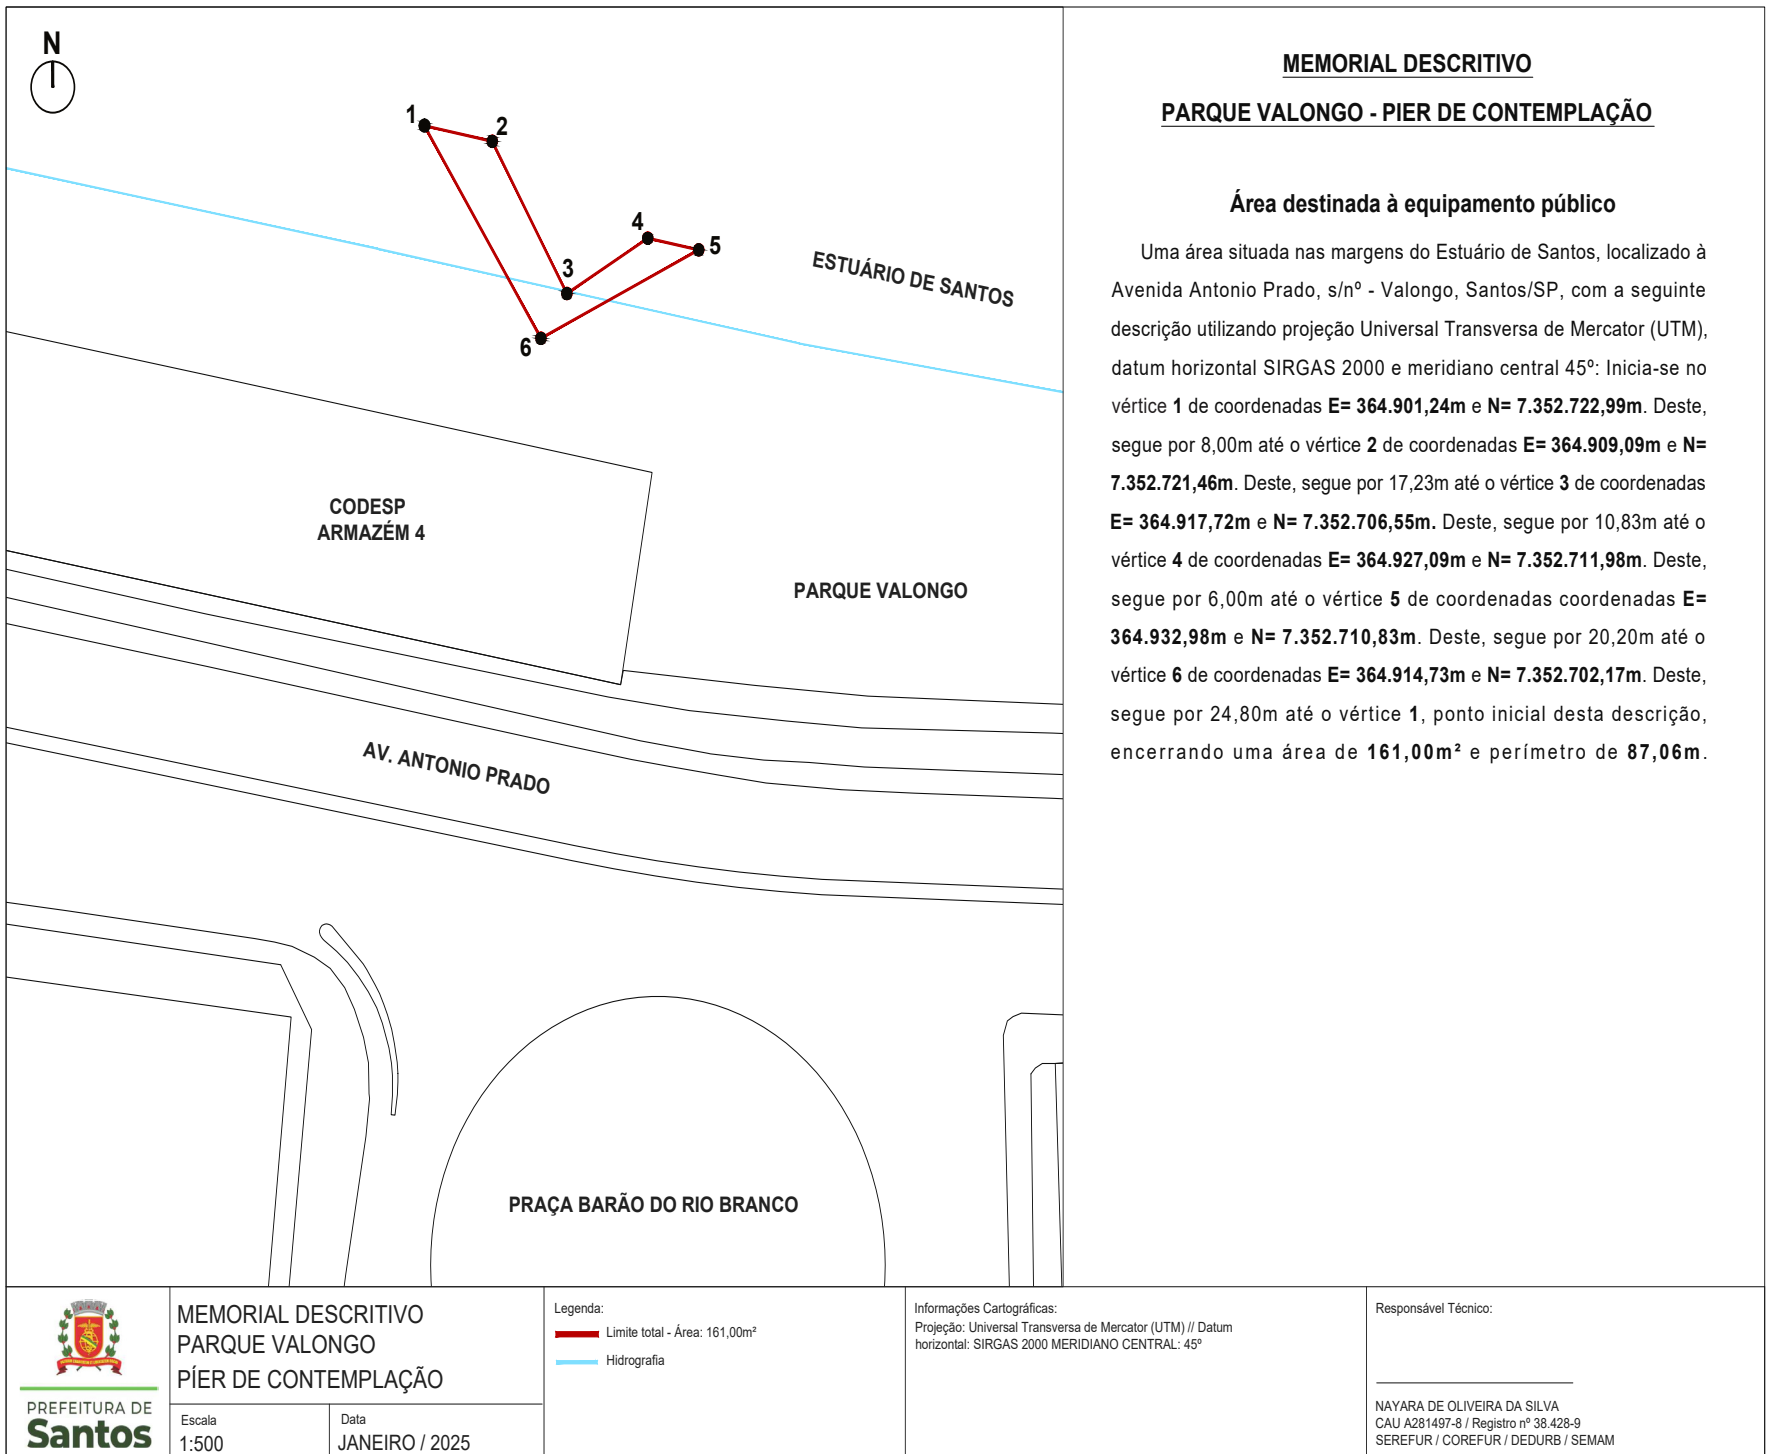 N
1
2
3
4
5
6
ESTUÁRIO DE SANTOS
CODESP
ARMAZÉM 4
PARQUE VALONGO
AV. ANTONIO PRADO
PRAÇA BARÃO DO RIO BRANCO
MEMORIAL DESCRITIVO
PARQUE VALONGO - PIER DE CONTEMPLAÇÃO
Área destinada à equipamento público
Uma área situada nas margens do Estuário de Santos, localizado à
Avenida Antonio Prado, s/nº - Valongo, Santos/SP, com a seguinte
descrição utilizando projeção Universal Transversa de Mercator (UTM),
datum horizontal SIRGAS 2000 e meridiano central 45º: Inicia-se no
vértice 1 de coordenadas E= 364.901,24m e N= 7.352.722,99m. Deste,
segue por 8,00m até o vértice 2 de coordenadas E= 364.909,09m e N=
7.352.721,46m. Deste, segue por 17,23m até o vértice 3 de coordenadas
E= 364.917,72m e N= 7.352.706,55m. Deste, segue por 10,83m até o
vértice 4 de coordenadas E= 364.927,09m e N= 7.352.711,98m. Deste,
segue por 6,00m até o vértice 5 de coordenadas coordenadas E=
364.932,98m e N= 7.352.710,83m. Deste, segue por 20,20m até o
vértice 6 de coordenadas E= 364.914,73m e N= 7.352.702,17m. Deste,
segue por 24,80m até o vértice 1, ponto inicial desta descrição,
encerrando uma área de 161,00m² e perímetro de 87,06m.
PREFEITURA DE
Santos
MEMORIAL DESCRITIVO
PARQUE VALONGO
PÍER DE CONTEMPLAÇÃO
Escala
1:500
Data
JANEIRO / 2025
Legenda:
Limite total - Área: 161,00m²
Hidrografia
Informações Cartográficas:
Projeção: Universal Transversa de Mercator (UTM) // Datum
horizontal: SIRGAS 2000 MERIDIANO CENTRAL: 45º
Responsável Técnico:
NAYARA DE OLIVEIRA DA SILVA
CAU A281497-8 / Registro nº 38.428-9
SEREFUR / COREFUR / DEDURB / SEMAM